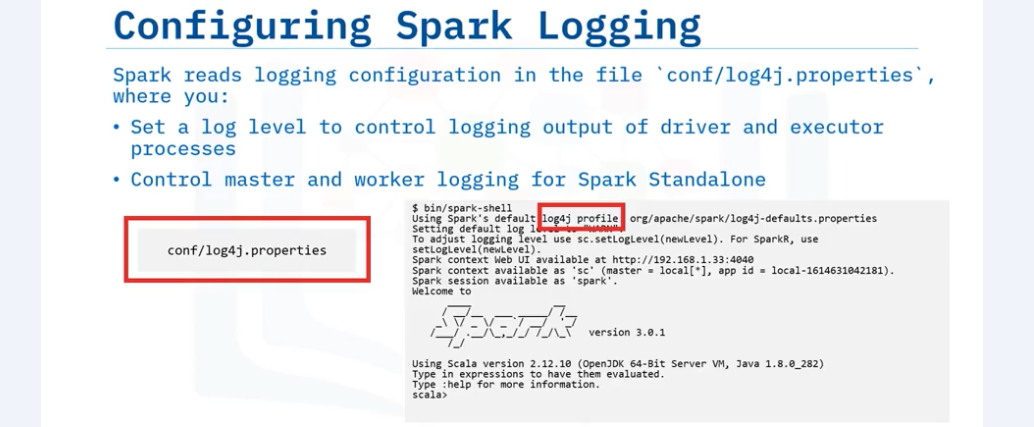 Configuring Spark Logging
Spark reads logging configuration in the file `conf/log4j.properties`,
where you:
• Set a log level to control logging output of driver and executor
processes
• Control master and worker logging for Spark Standalone
conf/log4j.properties
$ bin/spark-shell
Using Spark's default log4j profile: org/apache/spark/log4j-defaults.properties
Setting default log level to "WARN".
To adjust logging level use sc.setLogLevel(newLevel). For SparkR, use
setLogLevel(newLevel).
Spark context Web UI available at http://192.168.1.33:4040
Spark context available as 'sc' (master = local[*], app id = local-1614631042181).
Spark session available as 'spark'.
Welcome to
Spark version 3.0.1
Using Scala version 2.12.10 (OpenJDK 64-Bit Server VM, Java 1.8.0_282)
Type in expressions to have them evaluated.
Type :help for more information.
scala>